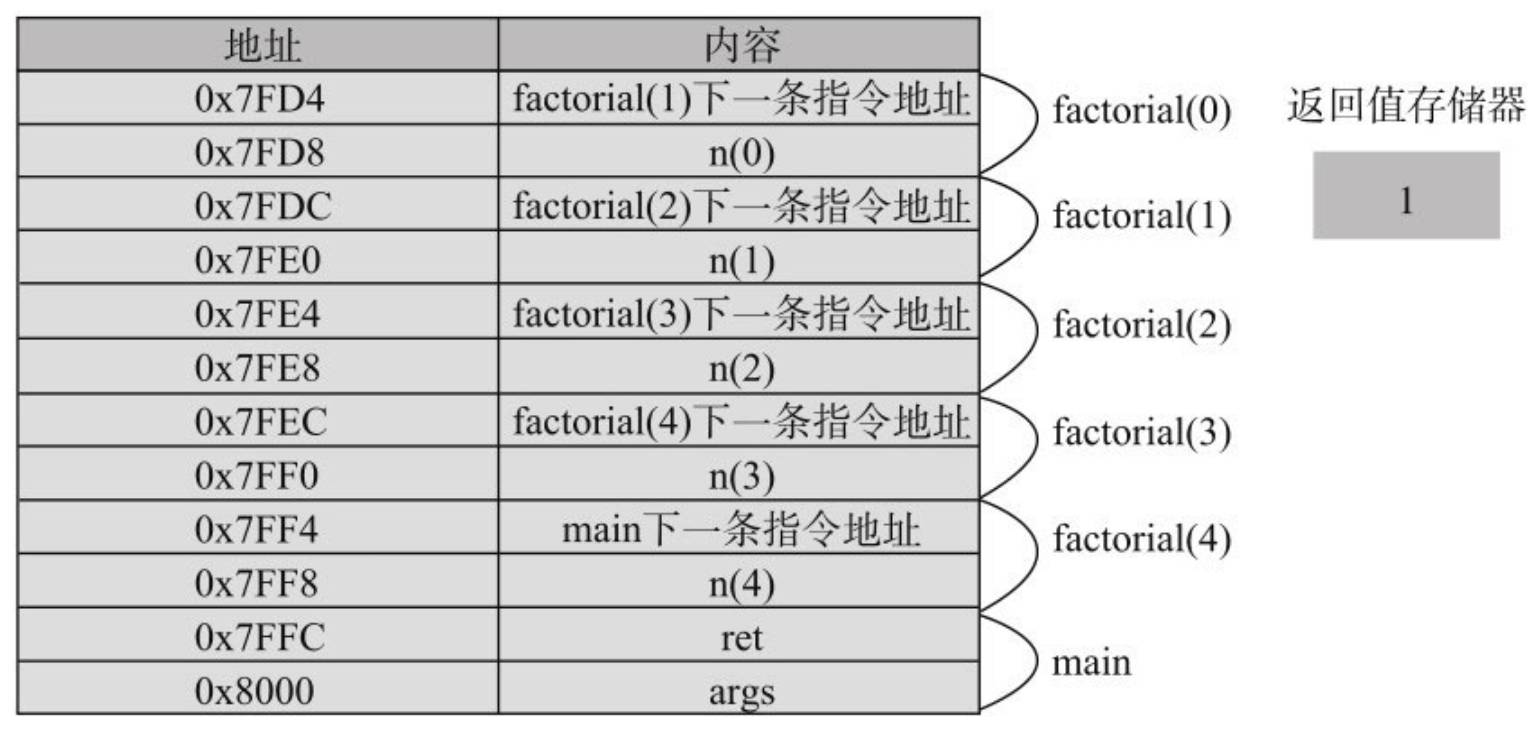 地址 内容
0x7FD4 factorial(1)下一条指令地址 factorial(0) 返回值存储器
0x7FD8 n(0)
0x7FDC factorial(2)下一条指令地址 factorial(1) 1
0x7FE0 n(1)
0x7FE4 factorial(3)下一条指令地址 factorial(2)
0x7FE8 n(2)
0x7FEC factorial(4)下一条指令地址 factorial(3)
0x7FF0 n(3)
0x7FF4 main下一条指令地址 factorial(4)
0x7FF8 n(4)
0x7FFC ret main
0x8000 args